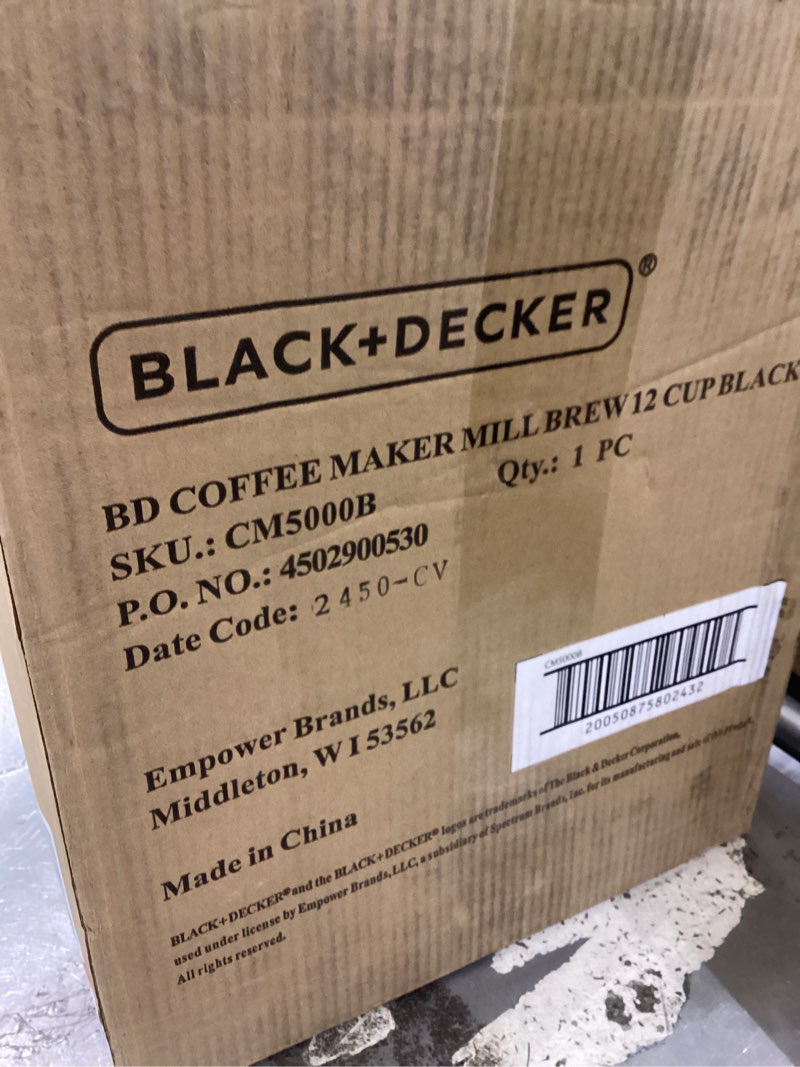 BLACK+DECKER®
BD COFFEE MAKER MILL BREW 12 CUP BLACK
SKU.: CM5000B
Qty.: 1 PC
P.O. NO.: 4502900530
Date Code: 2450-CV
Empower Brands, LLC
Middleton, W I 53562
Made in China
CM5000B
20050875802432
BLACK+DECKER® and the BLACK+DECKER® logos are trademarks of The Black & Decker Corporation,
used under license by Empower Brands, LLC, a subsidiary of Spectrum Brands, Inc. for its manufacturing and sale of this product.
All rights reserved.